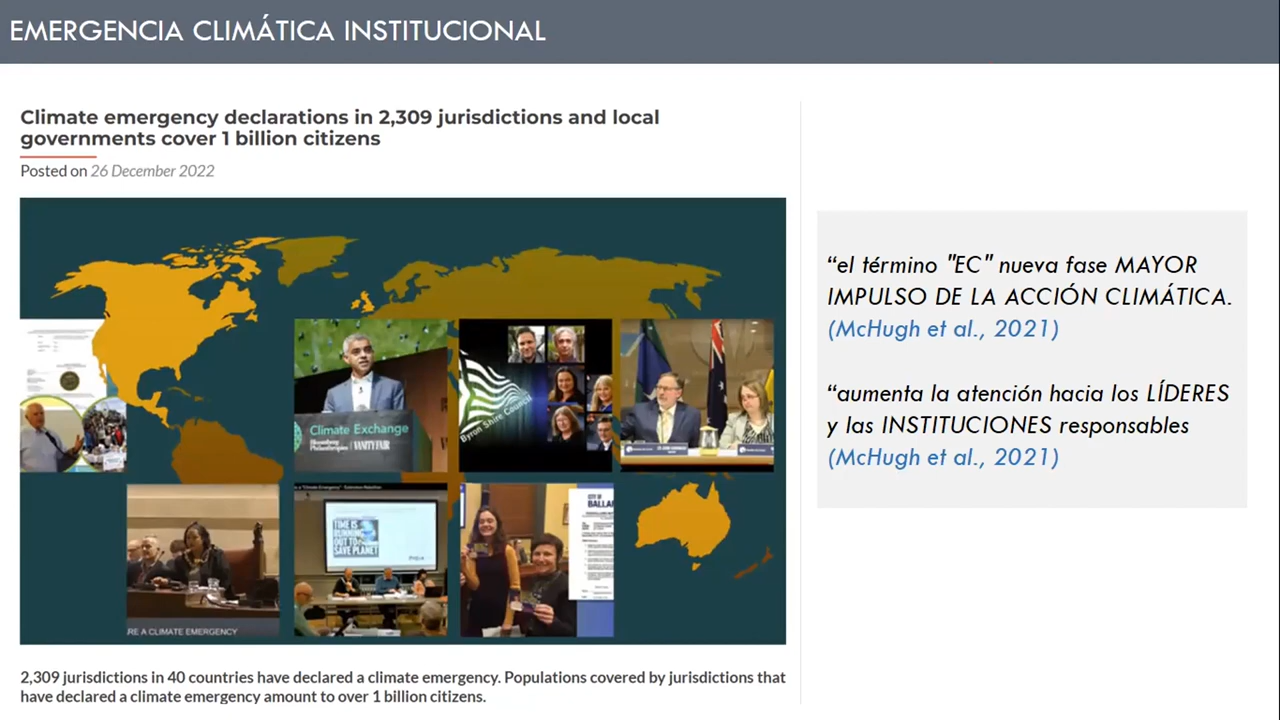 EMERGENCIA CLIMÁTICA INSTITUCIONAL
Climate emergency declarations in 2,309 jurisdictions and local
governments cover 1 billion citizens
Posted on 26 December 2022
Climate Exchange
Bloomberg
Philanthropies
VANITY FAIR
Byron Shire Council
TIME IS
RUNNING
OUT TO
SAVE PLANET
CITY OF
BALLA
RE A CLIMATE EMERGENCY
2,309 jurisdictions in 40 countries have declared a climate emergency. Populations covered by jurisdictions that
have declared a climate emergency amount to over 1 billion citizens.
“el término "EC" nueva fase MAYOR
IMPULSO DE LA ACCIÓN CLIMÁTICA.
(McHugh et al., 2021)
“aumenta la atención hacia los LÍDERES
y las INSTITUCIONES responsables
(McHugh et al., 2021)